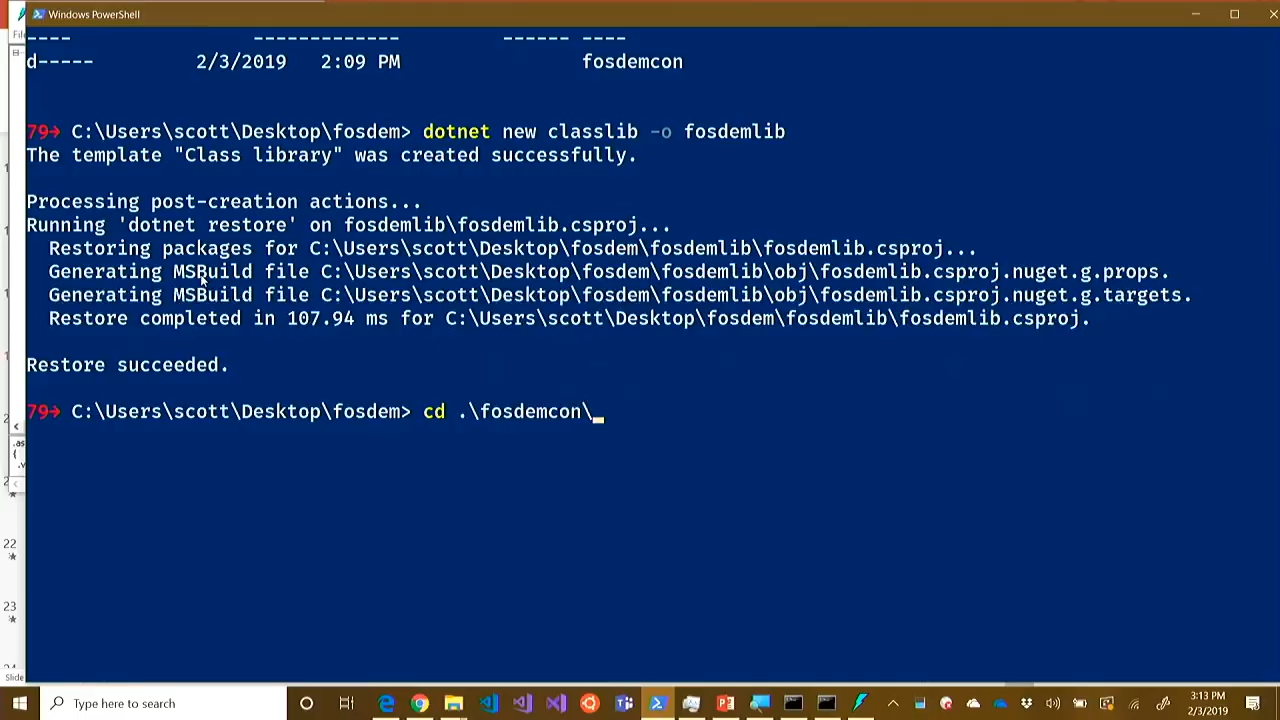 Windows PowerShell
Fil
----                -------------         ------ ----
d-----         2/3/2019   2:09 PM                fosdemcon
79→ C:\Users\scott\Desktop\fosdem> dotnet new classlib -o fosdemlib
The template "Class library" was created successfully.
Processing post-creation actions...
Running 'dotnet restore' on fosdemlib\fosdemlib.csproj...
  Restoring packages for C:\Users\scott\Desktop\fosdem\fosdemlib\fosdemlib.csproj...
  Generating MSBuild file C:\Users\scott\Desktop\fosdem\fosdemlib\obj\fosdemlib.csproj.nuget.g.props.
  Generating MSBuild file C:\Users\scott\Desktop\fosdem\fosdemlib\obj\fosdemlib.csproj.nuget.g.targets.
  Restore completed in 107.94 ms for C:\Users\scott\Desktop\fosdem\fosdemlib\fosdemlib.csproj.
Restore succeeded.
79→ C:\Users\scott\Desktop\fosdem> cd .\fosdemcon\_
.as
{
.v
22
23
Slide
Type here to search
3:13 PM
2/3/2019